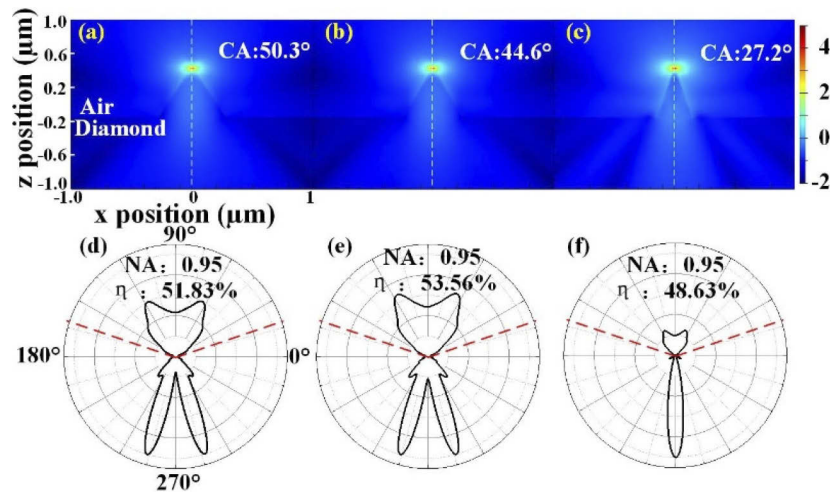 (a)
CA:50.3°
(b)
CA:44.6°
(c)
CA:27.2°
z position (μm)
1.0
0.6
0.2
-0.2
-0.6
-1.0
Air
Diamond
-1.0
0
1
x position (μm)
4
2
0
-2
(d)
90°
NA: 0.95
η : 51.83%
180°
0°
270°
(e)
NA: 0.95
η : 53.56%
(f)
NA: 0.95
η : 48.63%